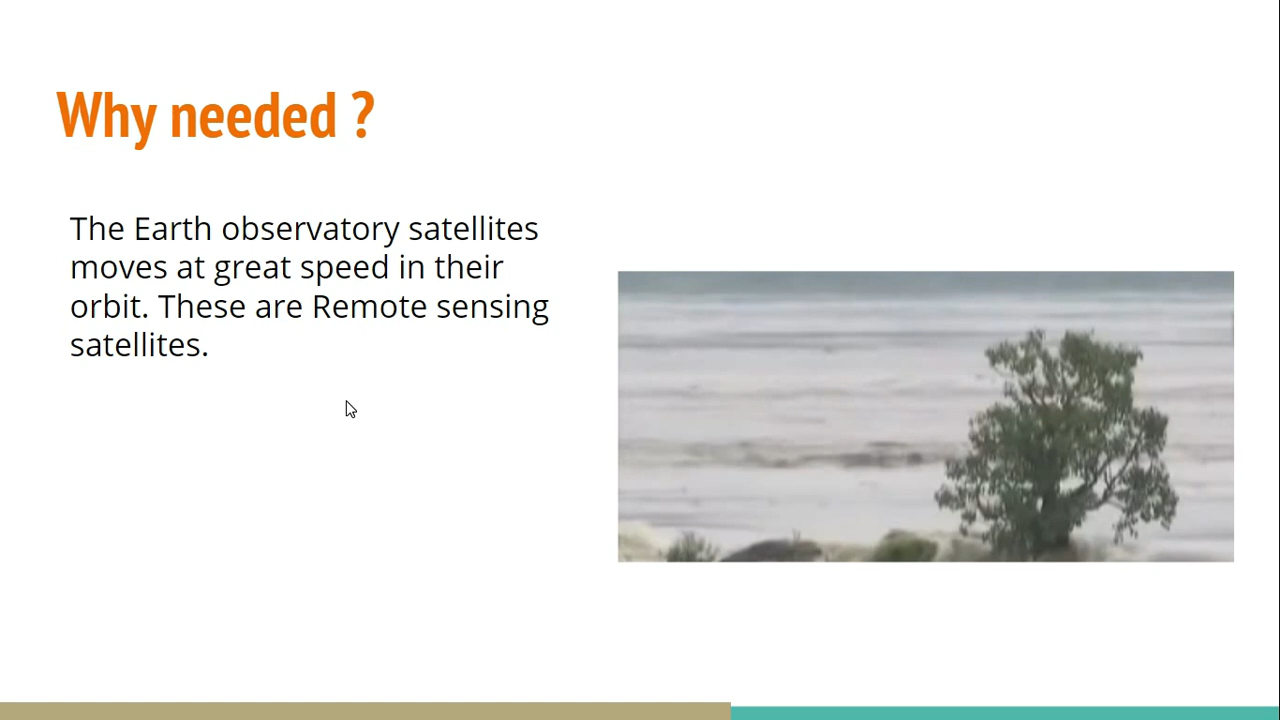 Why needed ?
The Earth observatory satellites
moves at great speed in their
orbit. These are Remote sensing
satellites.